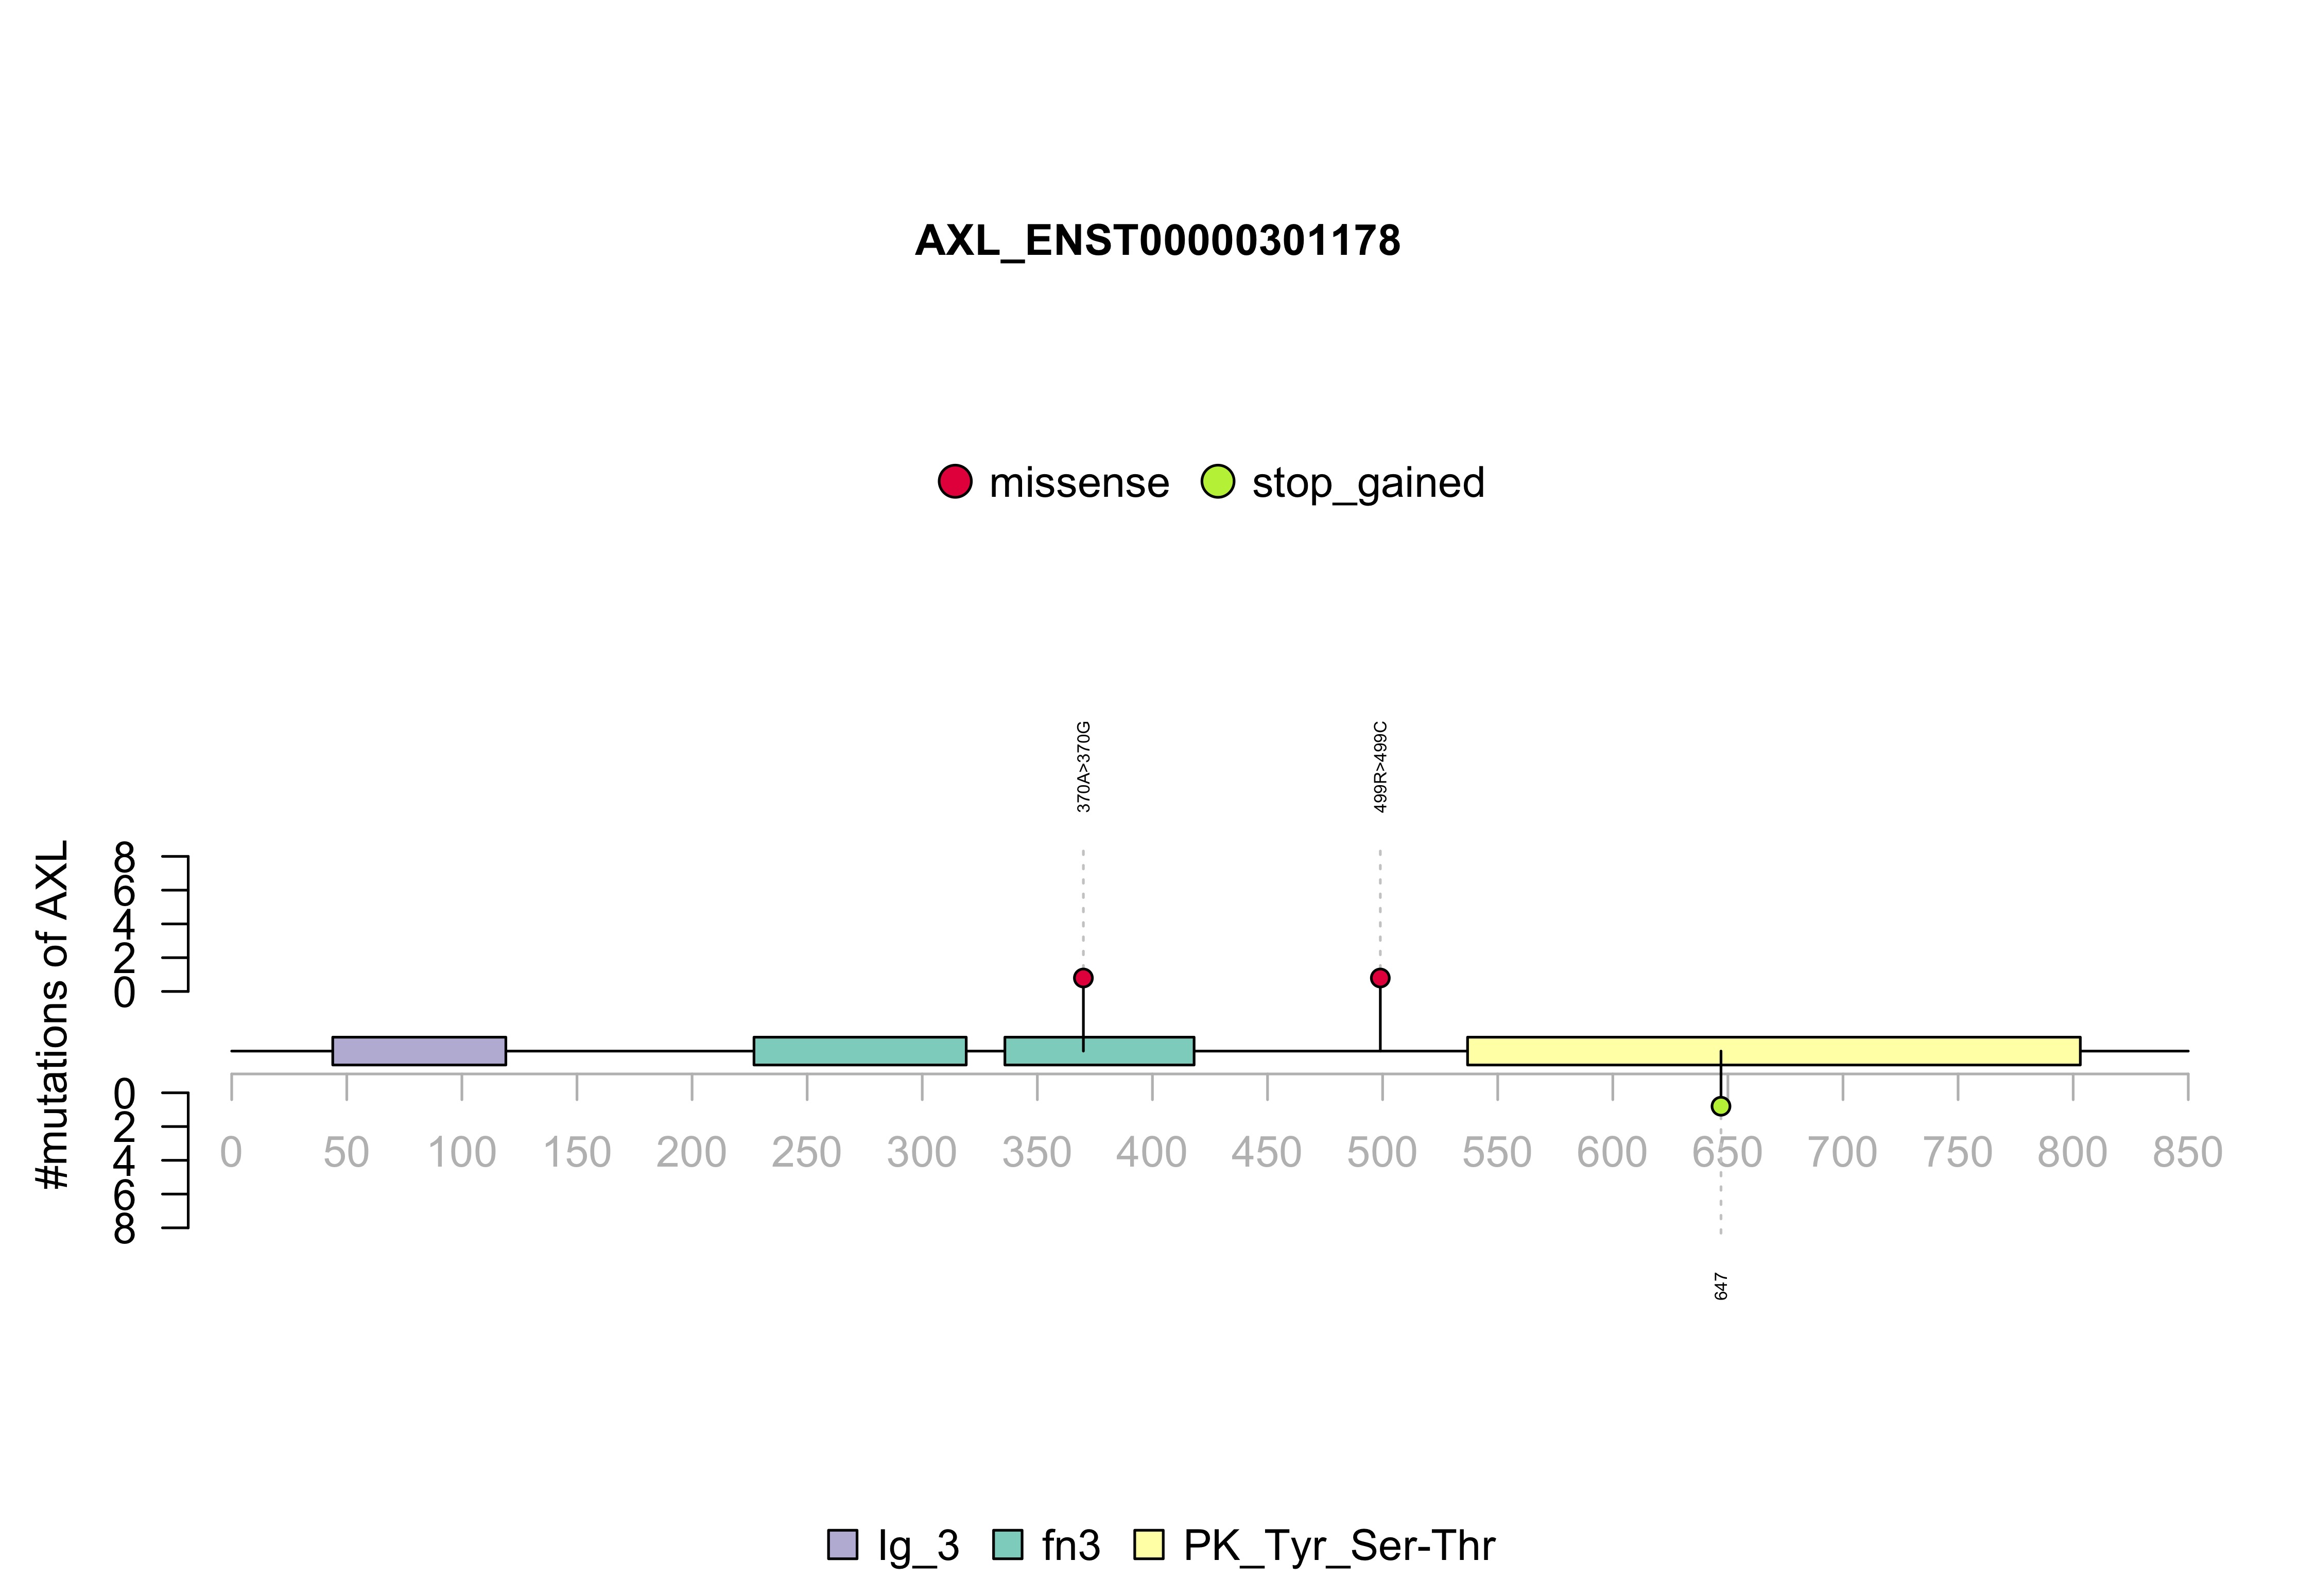 AXL_ENST00000301178
missense stop_gained
370A>370G
499R>499C
#mutations of AXL
8
6
4
2
0
0
2
4
6
8
0 50 100 150 200 250 300 350 400 450 500 550 600 650 700 750 800 850
647
Ig_3 fn3 PK_Tyr_Ser-Thr